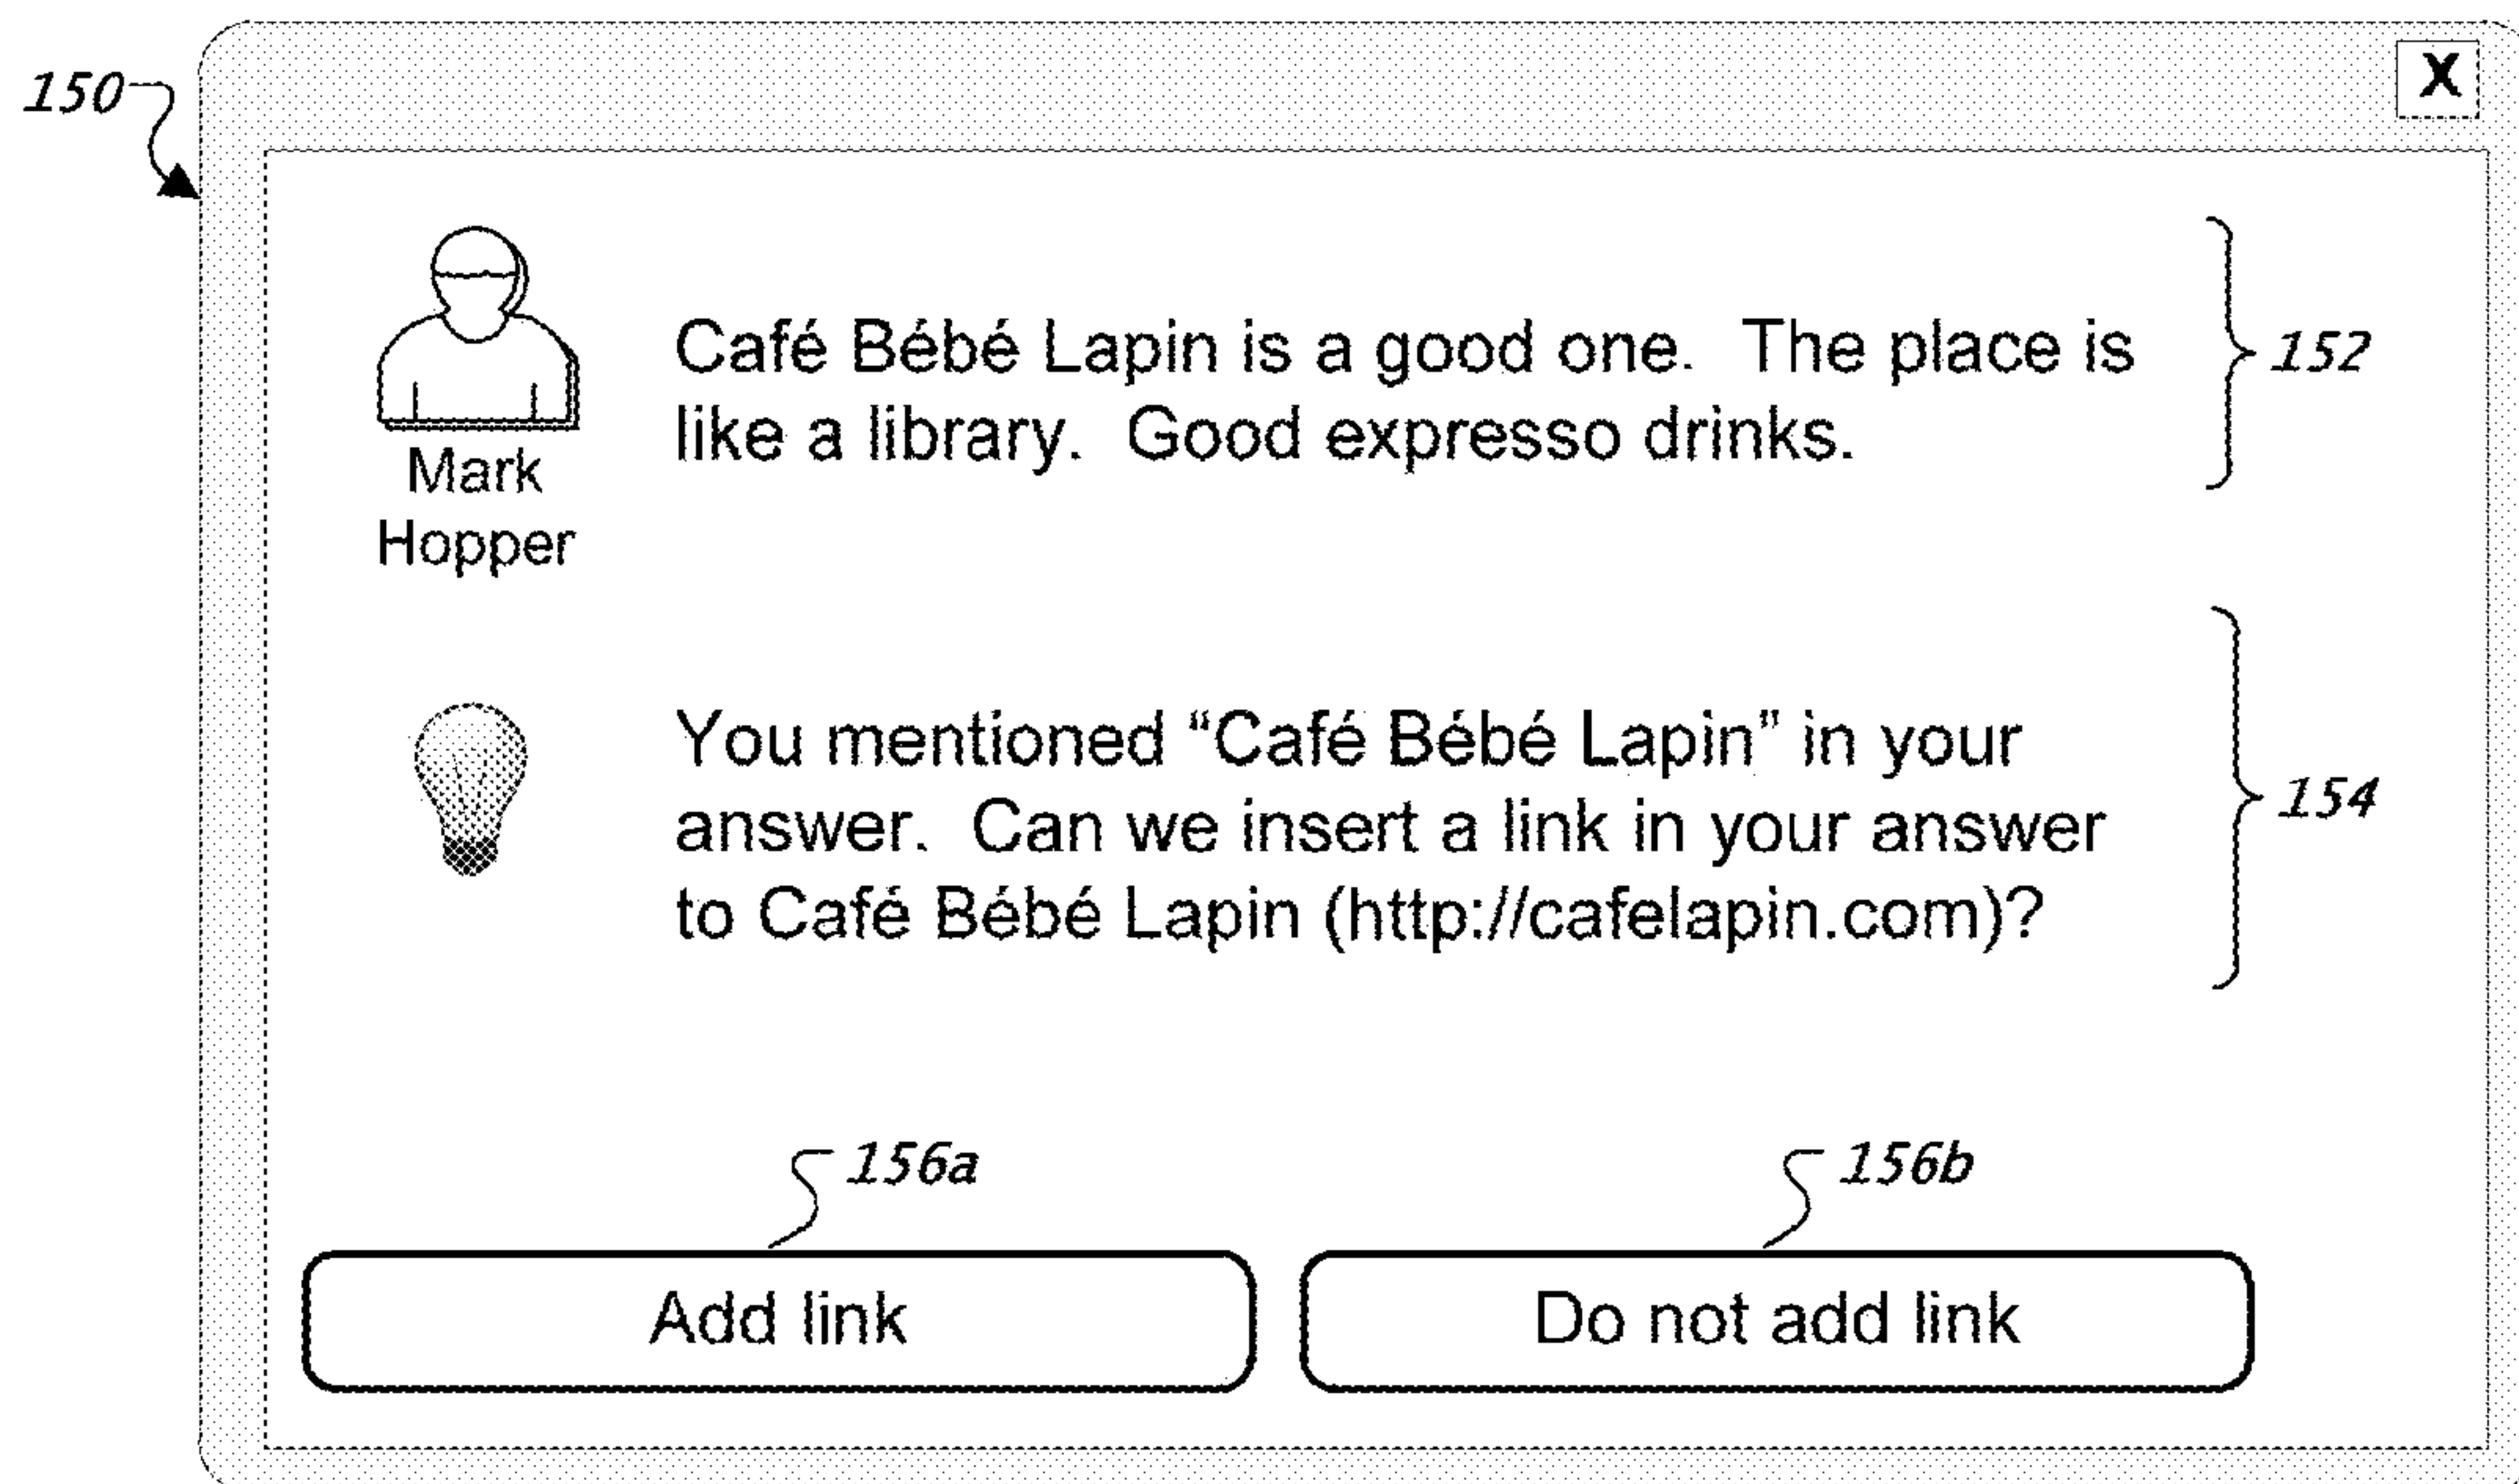 X
150
Café Bébé Lapin is a good one. The place is
like a library. Good expresso drinks.
152
Mark
Hopper
You mentioned “Café Bébé Lapin” in your
answer. Can we insert a link in your answer
to Café Bébé Lapin (http://cafelapin.com)?
154
156a
156b
Add link
Do not add link